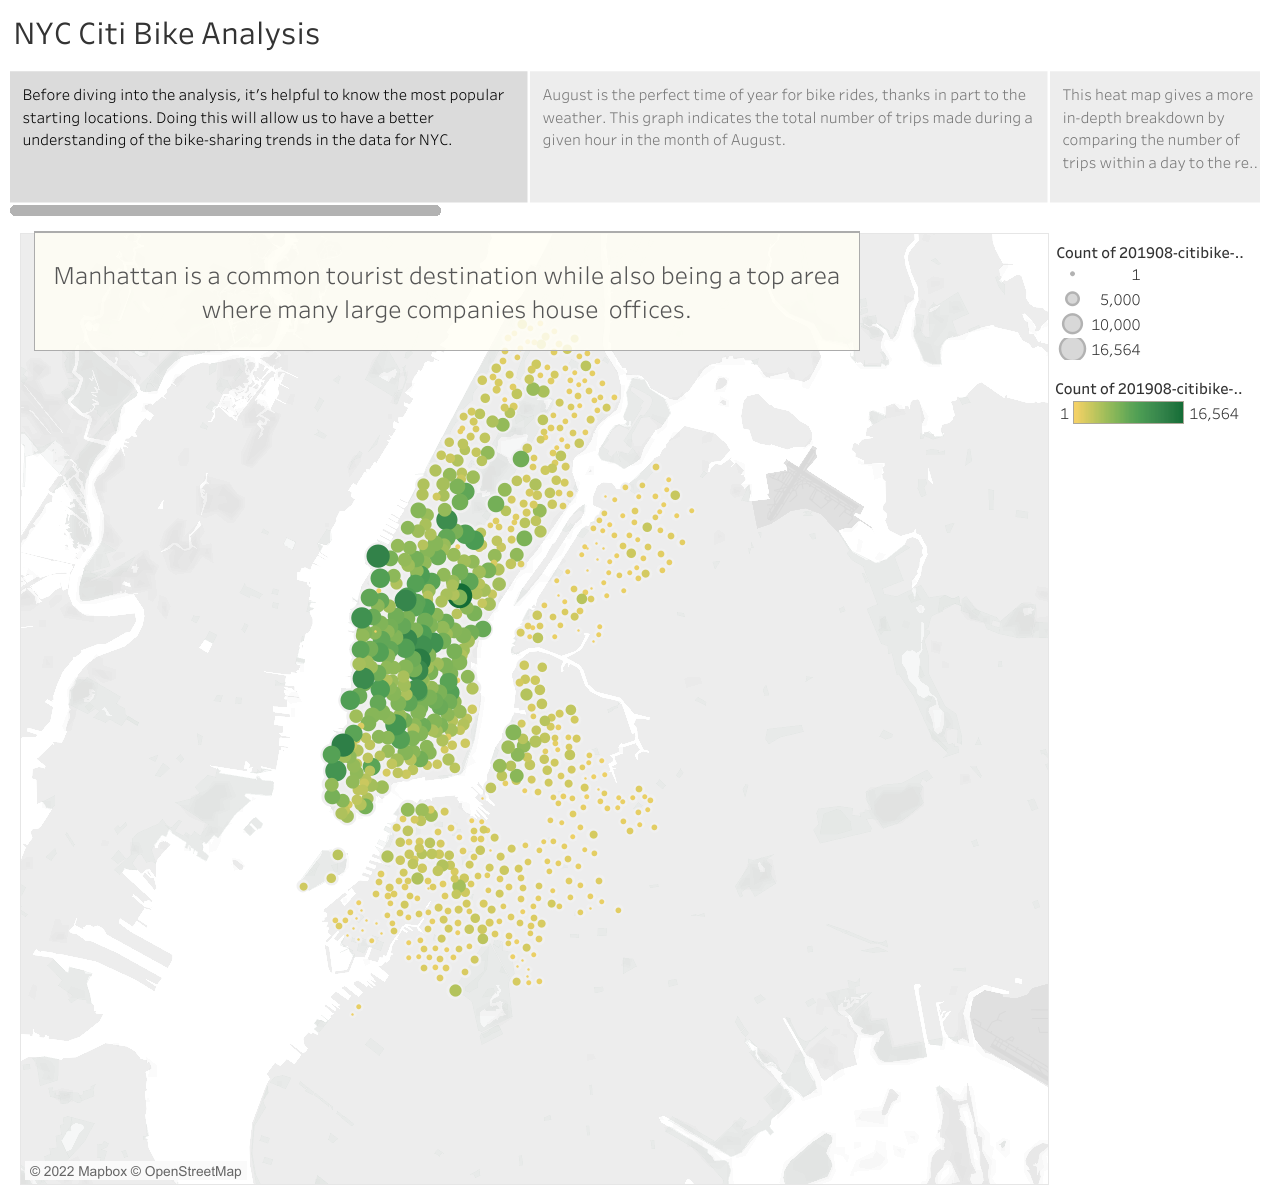 NYC Citi Bike Analysis
Before diving into the analysis, it's helpful to know the most popular
starting locations. Doing this will allow us to have a better
understanding of the bike-sharing trends in the data for NYC.
August is the perfect time of year for bike rides, thanks in part to the
weather. This graph indicates the total number of trips made during a
given hour in the month of August.
This heat map gives a more
in-depth breakdown by
comparing the number of
trips within a day to the re..
Manhattan is a common tourist destination while also being a top area
where many large companies house offices.
Count of 201908-citibike-..
1
5,000
10,000
16,564
Count of 201908-citibike-..
1 16,564
© 2022 Mapbox © OpenStreetMap